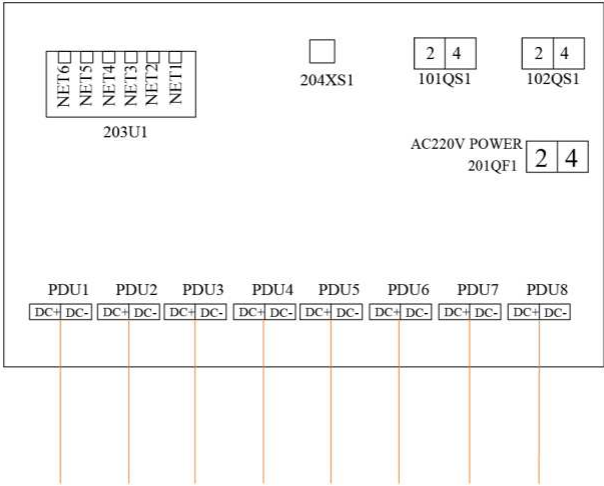 NET6 NET5 NET4 NET3 NET2 NET1
203U1
204XS1
2 4
101QS1
2 4
102QS1
AC220V POWER
201QF1
2 4
PDU1 PDU2 PDU3 PDU4 PDU5 PDU6 PDU7 PDU8
DC+ DC- DC+ DC- DC+ DC- DC+ DC- DC+ DC- DC+ DC- DC+ DC- DC+ DC-